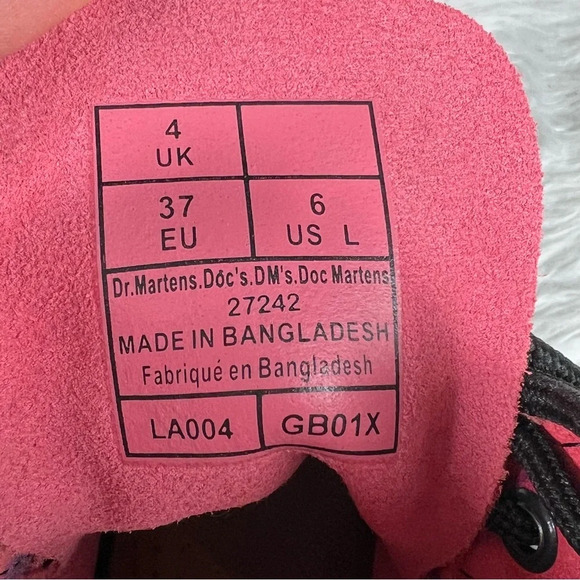 4
UK
37
EU
6
US L
Dr.Martens.Dóc's.DM's.Doc Martens
27242
MADE IN BANGLADESH
Fabriqué en Bangladesh
LA004
GB01X